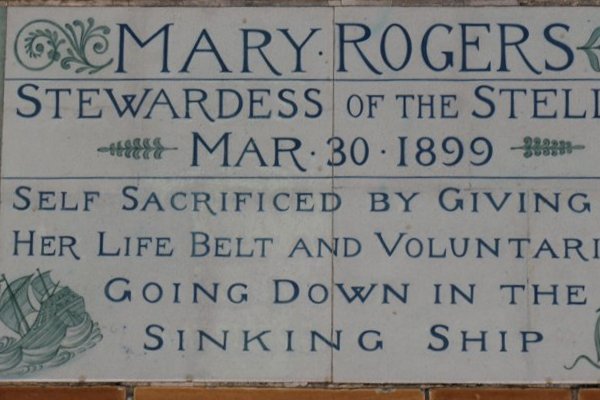 MARY · ROGERS
STEWARDESS OF THE STELL
MAR · 30 · 1899
SELF SACRIFICED BY GIVING
HER LIFE BELT AND VOLUNTARI
GOING DOWN IN THE
SINKING SHIP